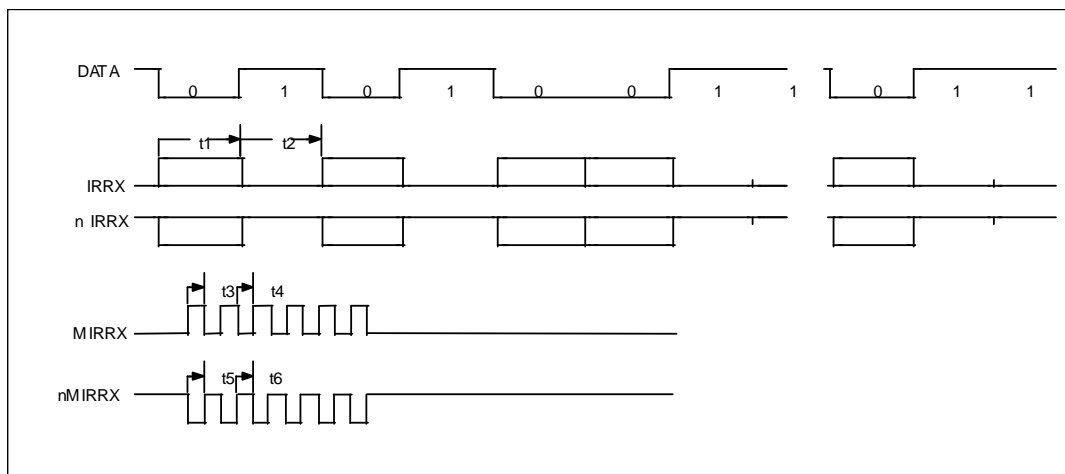 DATA
0 1 0 1 0 0 1 1 0 1 1
t1 t2
IRRX
n IRRX
t3 t4
MIRRX
t5 t6
nMIRRX